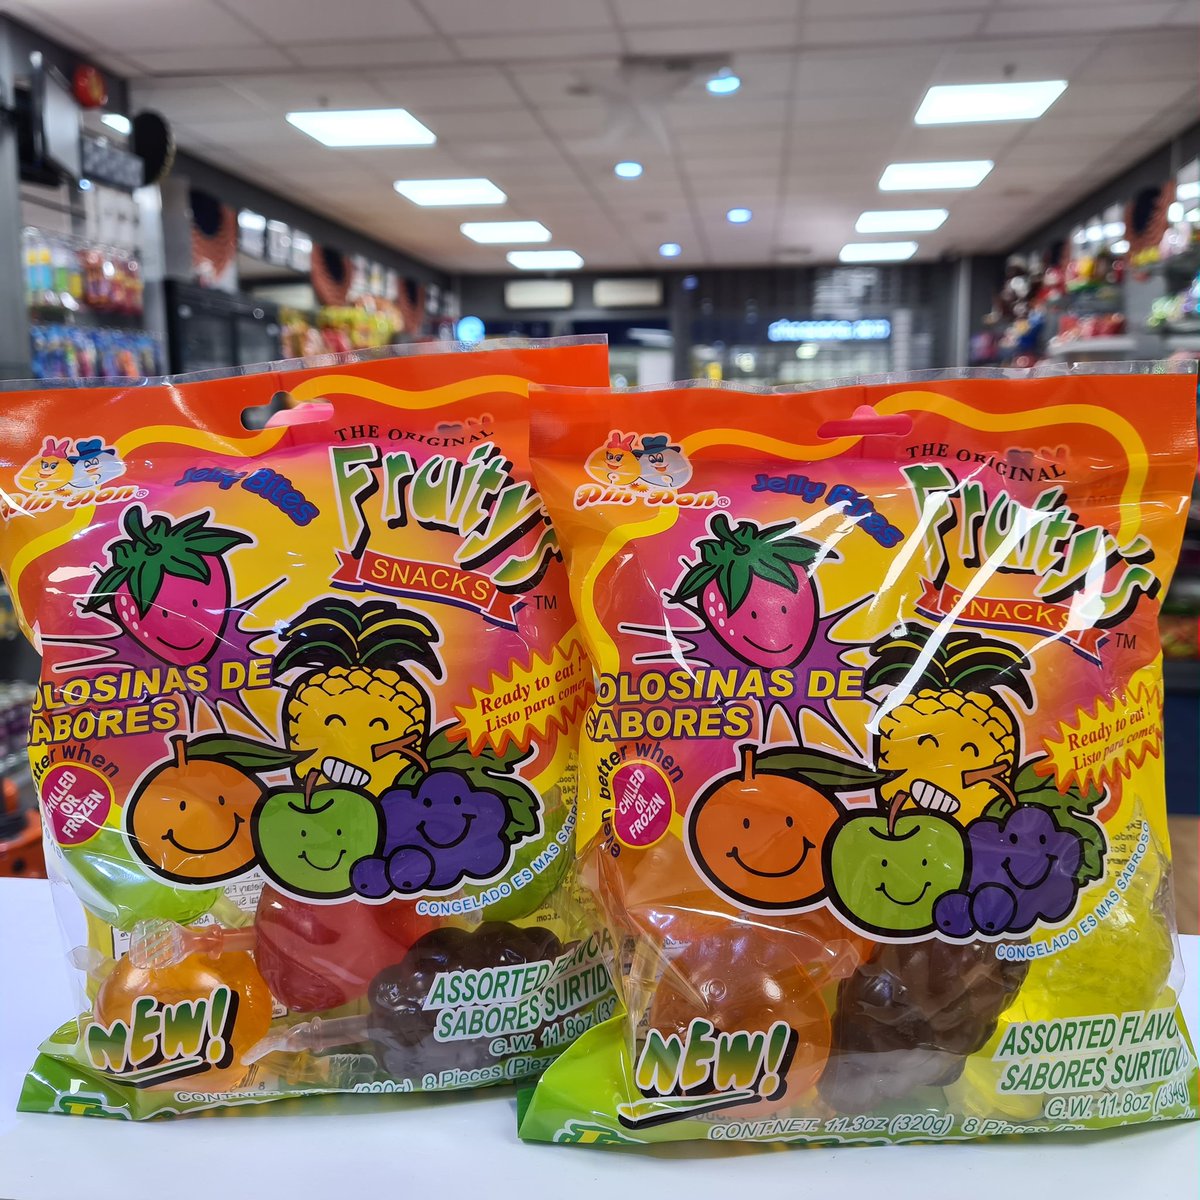 Din Don®
Jelly Bites
THE ORIGINAL
Fruity's
SNACKS
TM
OLOSINAS DE
SABORES
better when
CHILLED
OR
FROZEN
Ready to eat!
Listo para comer
CONGELADO ES MAS SABROSO
NEW!
ASSORTED FLAVO
SABORES SURTIDO
G.W. 11.8oz
(320g) 8 Pieces
Din Don®
Jelly Bites
THE ORIGINAL
Fruity's
SNACKS
TM
OLOSINAS DE
SABORES
even better when
CHILLED
OR
FROZEN
Ready to eat!
Listo para comer
CONGELADO ES MAS SABROSO
NEW!
ASSORTED FLAVO
SABORES SURTIDO
G.W. 11.8oz (334g)
CONT.NET. 11.3oz (320g) 8 Pieces